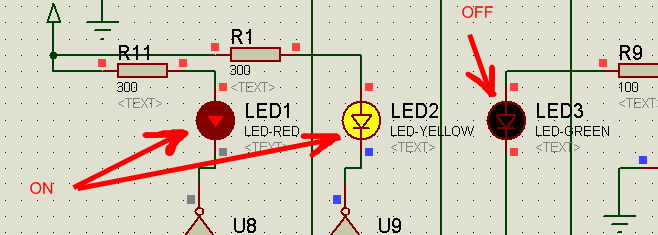 OFF
R1
R11
R9
300
300
100
<TEXT>
<TEXT>
<TEXT>
LED1
LED2
LED3
LED-RED
LED-YELLOW
LED-GREEN
<TEXT>
<TEXT>
<TEXT>
ON
U8
U9